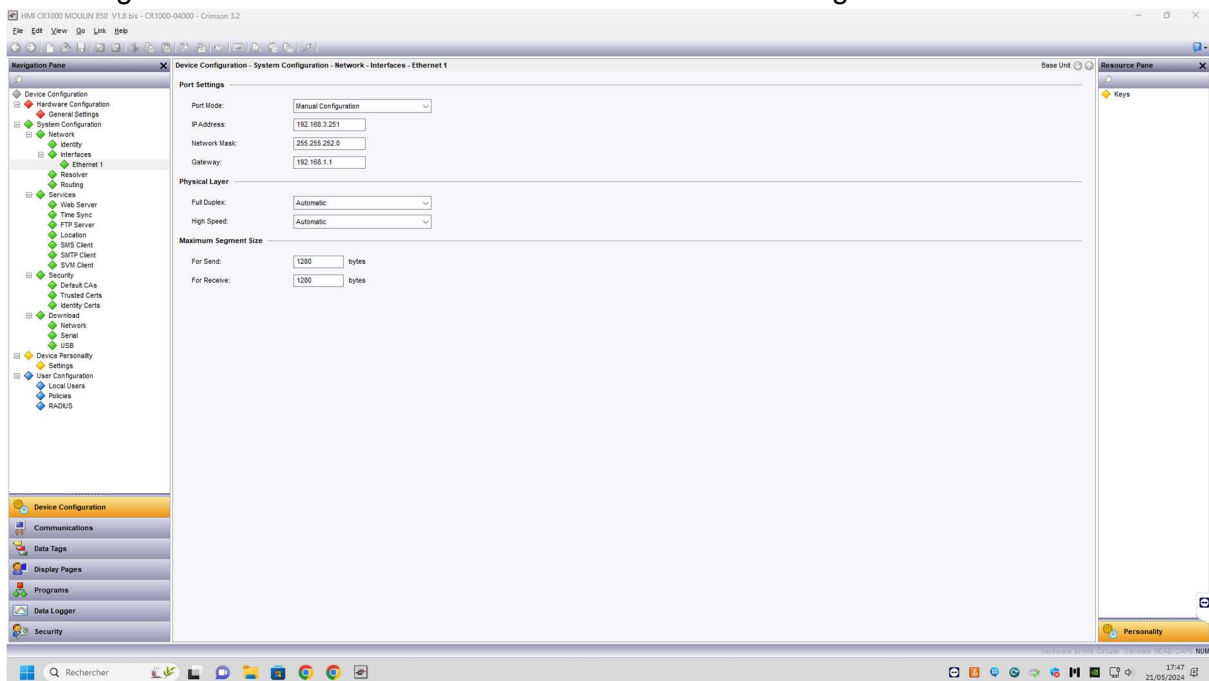 HMI CR1000 MOULIN 850 V1.8 bis - CR1000-04000 - Crimson 3.2
File Edit View Go Link Help
Navigation Pane
Device Configuration
Hardware Configuration
General Settings
System Configuration
Network
Identity
Interfaces
Ethernet 1
Resolver
Routing
Services
Web Server
Time Sync
FTP Server
Location
SMS Client
SMTP Client
SVM Client
Security
Default CAs
Trusted Certs
Identity Certs
Download
Network
Serial
USB
Device Personality
Settings
User Configuration
Local Users
Policies
RADIUS
Device Configuration
Communications
Data Tags
Display Pages
Programs
Data Logger
Security
Device Configuration - System Configuration - Network - Interfaces - Ethernet 1
Base Unit
Port Settings
Port Mode: Manual Configuration
IP Address: 192.168.3.251
Network Mask: 255.255.252.0
Gateway: 192.168.1.1
Physical Layer
Full Duplex: Automatic
High Speed: Automatic
Maximum Segment Size
For Send: 1280 bytes
For Receive: 1280 bytes
Resource Pane
Keys
Personality
Hardware Errors Circular Translate READ CAPS NUM
Rechercher
17:47
21/05/2024